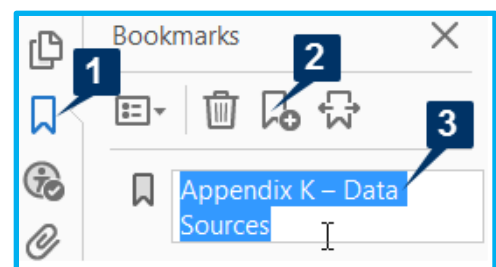 Bookmarks
1
2
3
Appendix K – Data
Sources